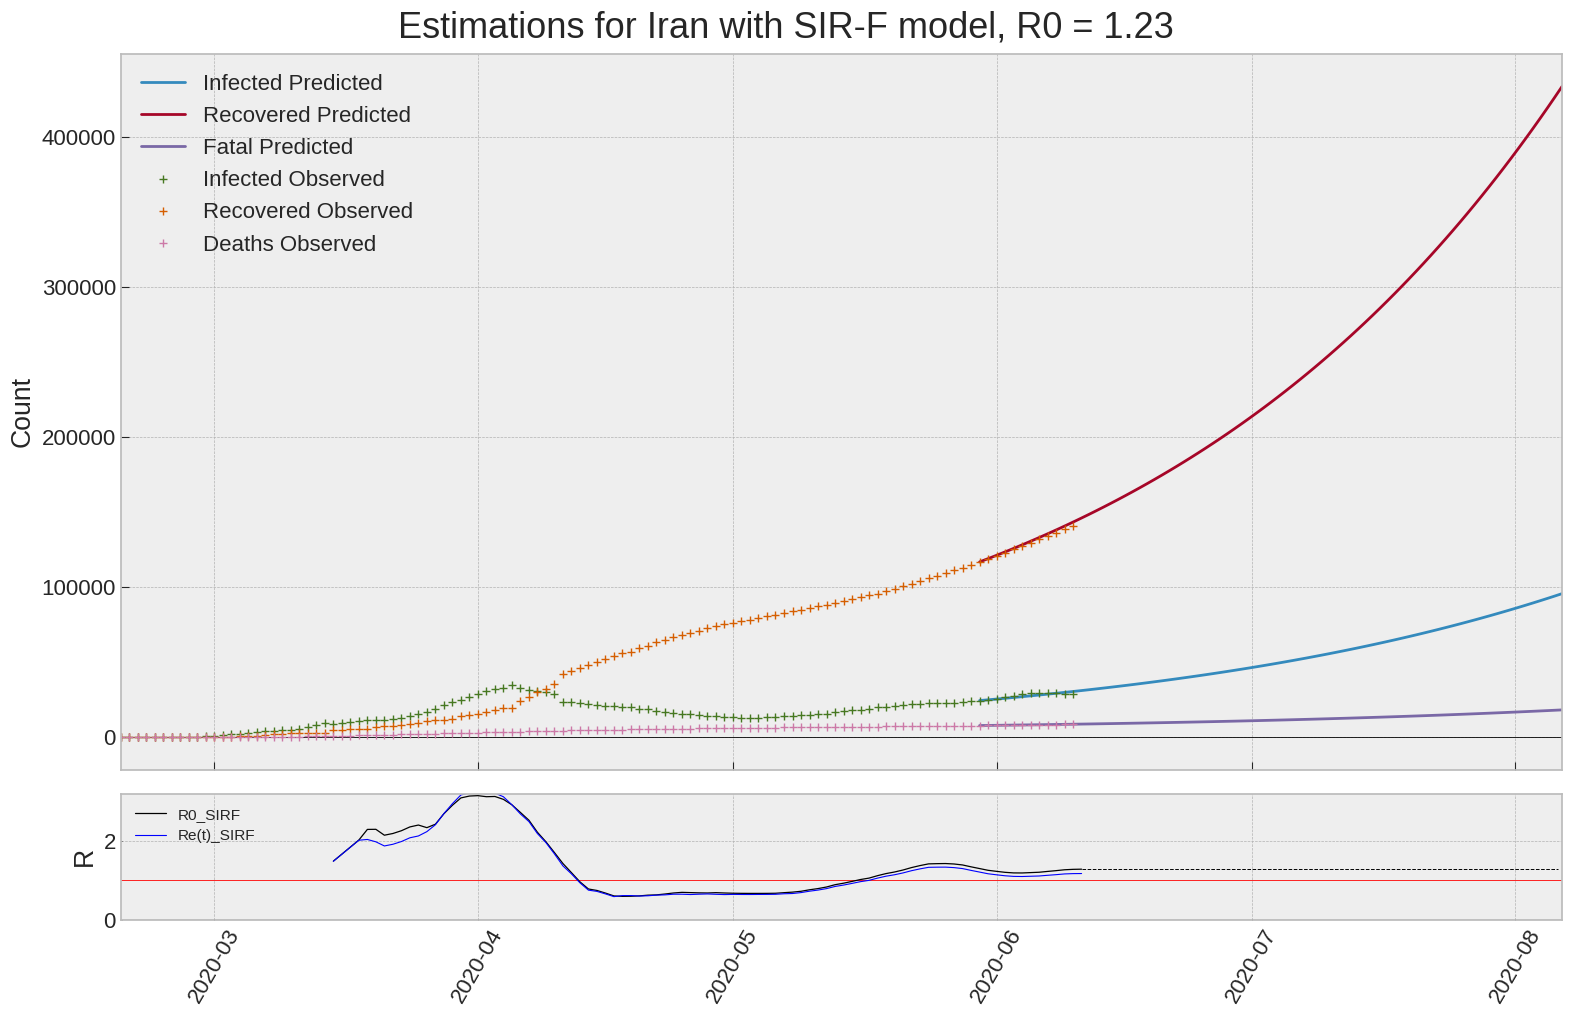 Estimations for Iran with SIR-F model, R0 = 1.23
Infected Predicted
Recovered Predicted
Fatal Predicted
Infected Observed
Recovered Observed
Deaths Observed
Count
400000
300000
200000
100000
0
R0_SIRF
Re(t)_SIRF
R
2
0
2020-03
2020-04
2020-05
2020-06
2020-07
2020-08